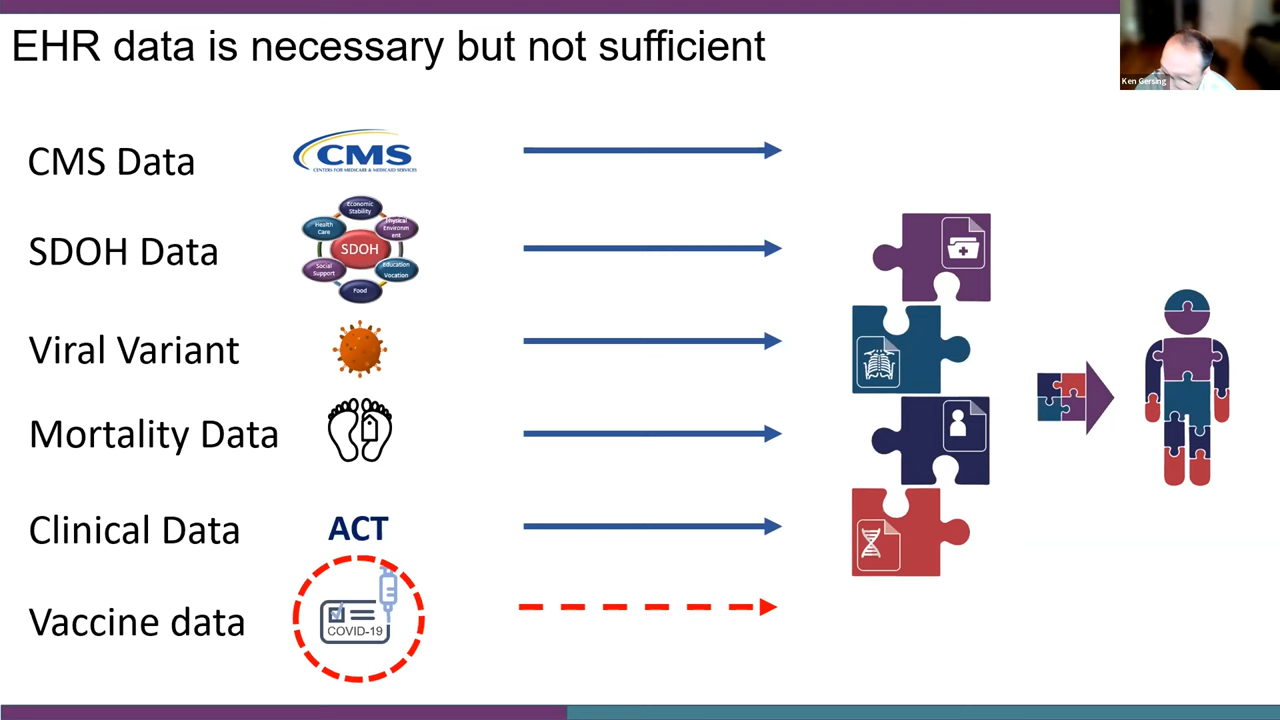 EHR data is necessary but not sufficient
Ken Gersing
CMS Data
CMS
CENTERS FOR MEDICARE & MEDICAID SERVICES
SDOH Data
Economic
Stability
Health
Care
Physical
Environm
ent
SDOH
Social
Support
Education
Vocation
Food
Viral Variant
Mortality Data
Clinical Data
ACT
Vaccine data
COVID-19